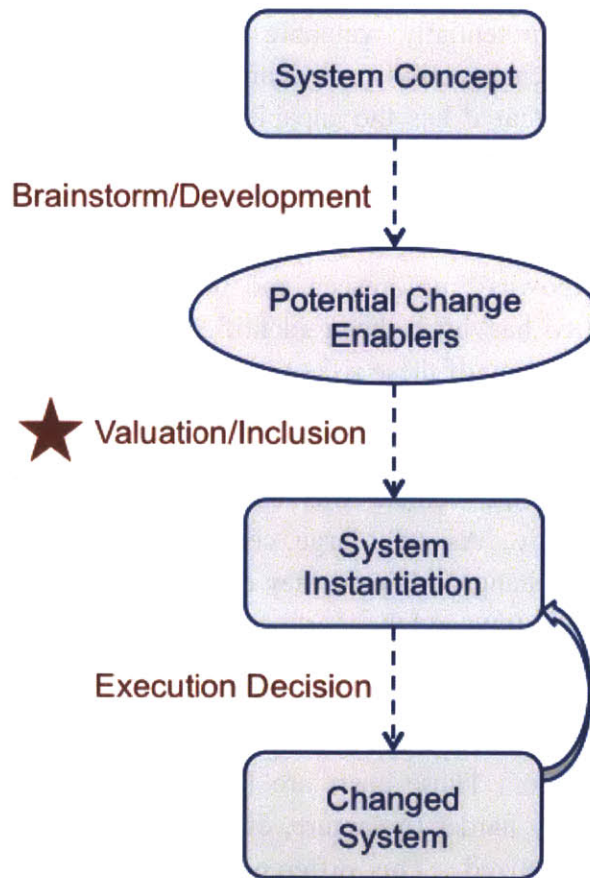 System Concept
Brainstorm/Development
Potential Change
Enablers
Valuation/Inclusion
System
Instantiation
Execution Decision
Changed
System